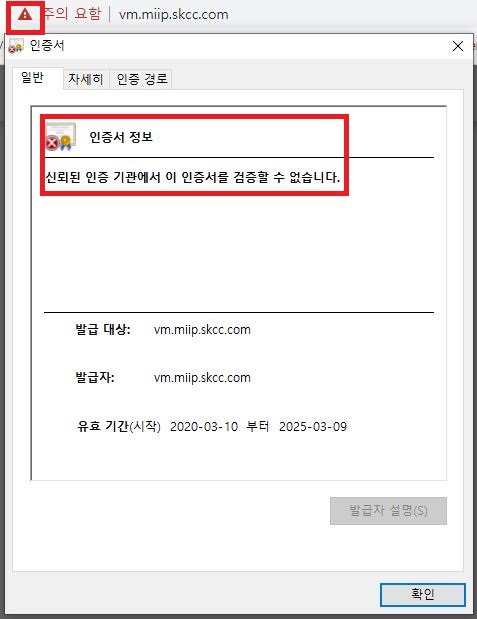 주의 요함 | vm.miip.skcc.com
인증서
일반 자세히 인증 경로
인증서 정보
신뢰된 인증 기관에서 이 인증서를 검증할 수 없습니다.
발급 대상: vm.miip.skcc.com
발급자: vm.miip.skcc.com
유효 기간(시작) 2020-03-10 부터 2025-03-09
발급자 설명(S)
확인